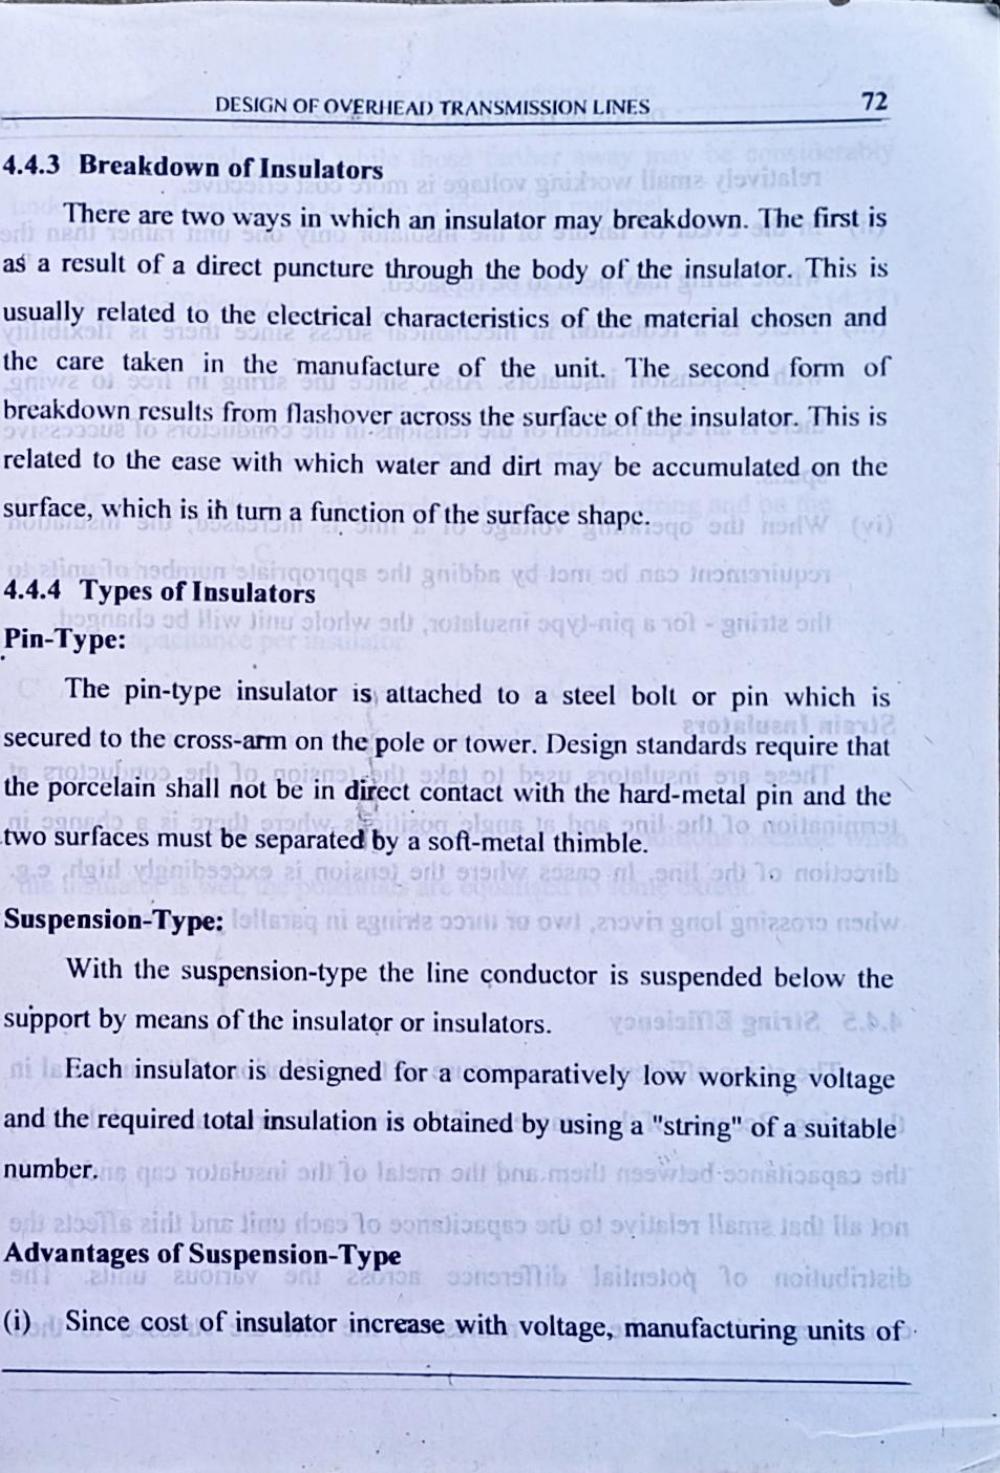 DESIGN OF OVERHEAD TRANSMISSION LINES 72
4.4.3 Breakdown of Insulators
There are two ways in which an insulator may breakdown. The first is
as a result of a direct puncture through the body of the insulator. This is
usually related to the electrical characteristics of the material chosen and
the care taken in the manufacture of the unit. The second form of
breakdown results from flashover across the surface of the insulator. This is
related to the ease with which water and dirt may be accumulated on the
surface, which is in turn a function of the surface shape.
4.4.4 Types of Insulators
Pin-Type:
The pin-type insulator is attached to a steel bolt or pin which is
secured to the cross-arm on the pole or tower. Design standards require that
the porcelain shall not be in direct contact with the hard-metal pin and the
two surfaces must be separated by a soft-metal thimble.
Suspension-Type:
With the suspension-type the line conductor is suspended below the
support by means of the insulator or insulators.
Each insulator is designed for a comparatively low working voltage
and the required total insulation is obtained by using a "string" of a suitable
number.
Advantages of Suspension-Type
(i) Since cost of insulator increase with voltage, manufacturing units of